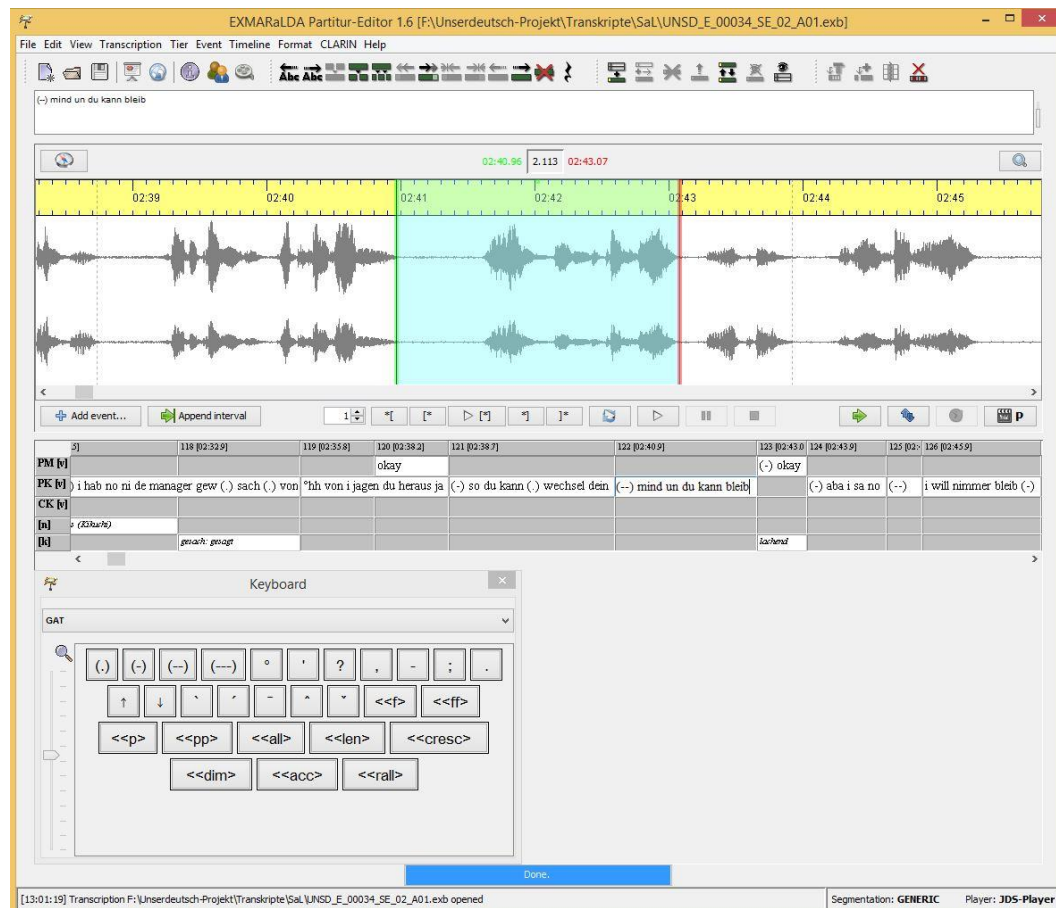 EXMARaLDA Partitur-Editor 1.6 [F:\Unserdeutsch-Projekt\Transkripte\SaL\UNSD_E_00034_SE_02_A01.exb]
File Edit View Transcription Tier Event Timeline Format CLARIN Help
Abc Abc
(-) mind un du kann bleib
02:40.96 2.113 02:43.07
02:39 02:40 02:41 02:42 02:43 02:44 02:45
Add event... Append interval 1 *[ [* [*] *] ]* P
5] 118 [02:32.9] 119 [02:35.8] 120 [02:38.2] 121 [02:38.7] 122 [02:40.9] 123 [02:43.0 124 [02:43.9] 125 [02:- 126 [02:45.9]
PM [v] okay (-) okay
PK [v] ) i hab no ni de manager gew (.) sach (.) von °hh von i jagen du heraus ja (-) so du kann (.) wechsel dein (--) mind un du kann bleib (-) aba i sa no (--) i will nimmer bleib (-)
CK [v]
[n] (Kikuchi)
[k] gesach: gesagt lachend
Keyboard
GAT
(.) (-) (--) (---) ° ' ? , - ; .
↑ ↓ ` ´ ¯ ˆ ˇ <<f> <<ff>
<<p> <<pp> <<all> <<len> <<cresc>
<<dim> <<acc> <<rall>
Done.
[13:01:19] Transcription F:\Unserdeutsch-Projekt\Transkripte\SaL\UNSD_E_00034_SE_02_A01.exb opened Segmentation: GENERIC Player: JDS-Player